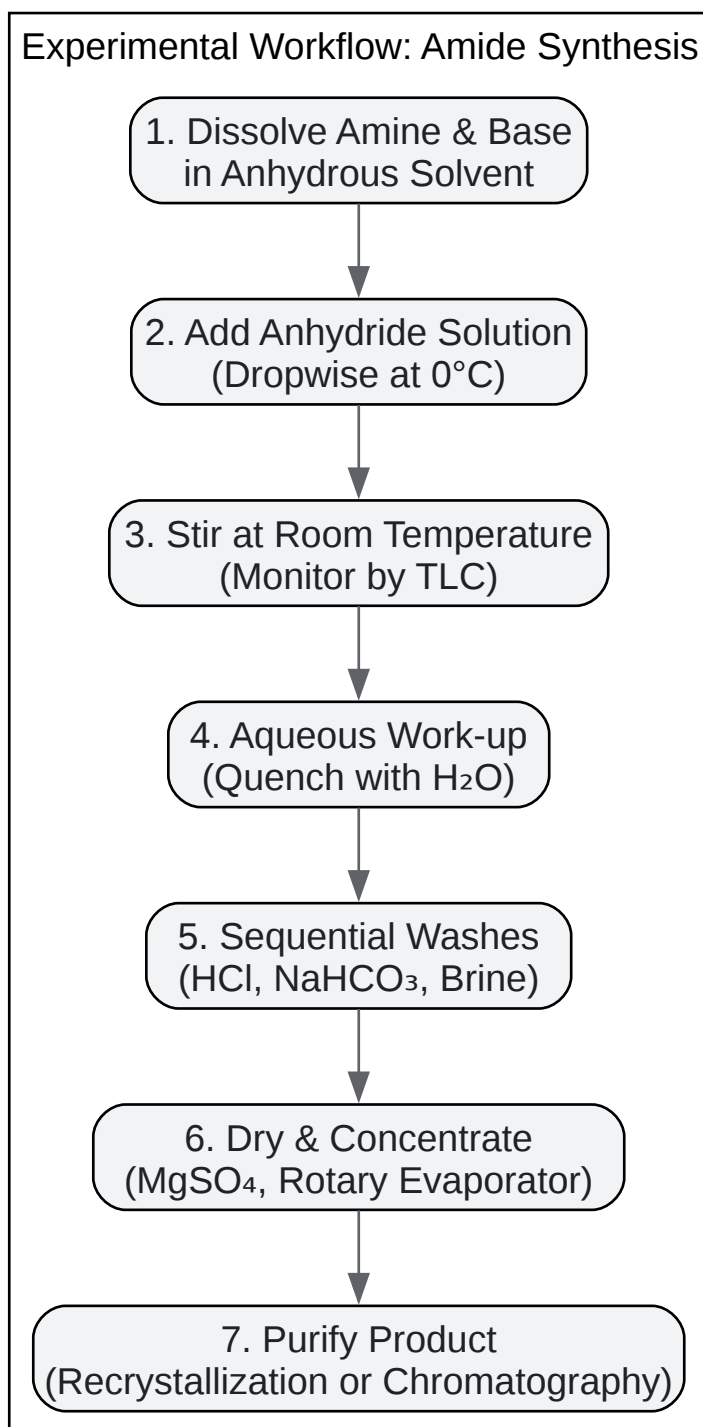 Experimental Workflow: Amide Synthesis
1. Dissolve Amine & Base
in Anhydrous Solvent
2. Add Anhydride Solution
(Dropwise at 0°C)
3. Stir at Room Temperature
(Monitor by TLC)
4. Aqueous Work-up
(Quench with H₂O)
5. Sequential Washes
(HCl, NaHCO₃, Brine)
6. Dry & Concentrate
(MgSO₄, Rotary Evaporator)
7. Purify Product
(Recrystallization or Chromatography)